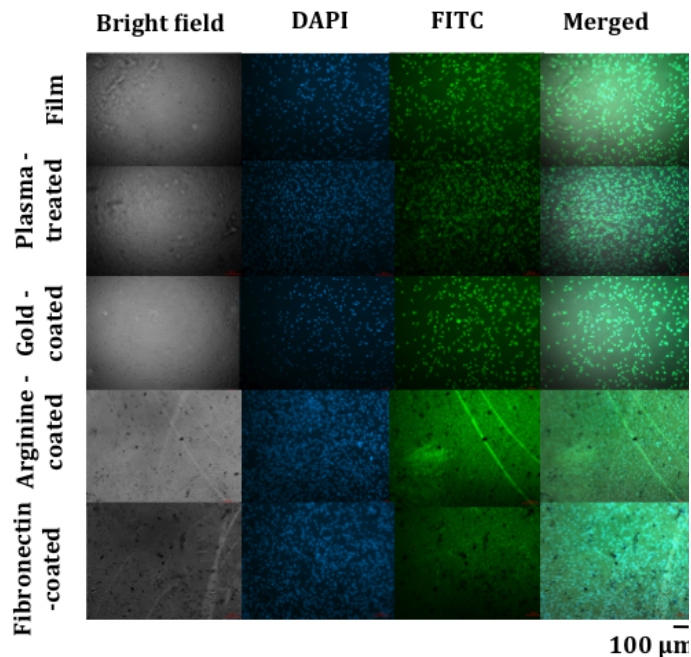 Bright field DAPI FITC Merged
Film
Plasma -
treated
Gold -
coated
Arginine -
coated
Fibronectin
-coated
100 μm